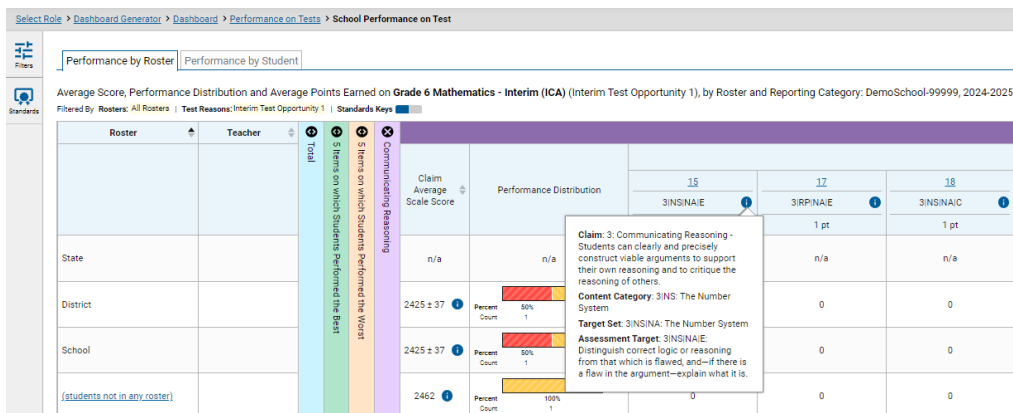 Select Role > Dashboard Generator > Dashboard > Performance on Tests > School Performance on Test
Filters
Standards
Performance by Roster Performance by Student
Average Score, Performance Distribution and Average Points Earned on Grade 6 Mathematics - Interim (ICA) (Interim Test Opportunity 1), by Roster and Reporting Category: DemoSchool-99999, 2024-2025
Filtered By Rosters: All Rosters | Test Reasons: Interim Test Opportunity 1 | Standards Keys
Roster Teacher
Total
5 Items on which Students Performed the Best
5 Items on which Students Performed the Worst
Communicating Reasoning
Claim
Average
Scale Score
Performance Distribution
15 17 18
3|NS|NA|E 3|RP|NA|E 3|NS|NA|C
1 pt 1 pt
Claim: 3: Communicating Reasoning -
Students can clearly and precisely
construct viable arguments to support
their own reasoning and to critique the
reasoning of others.
Content Category: 3|NS: The Number
System
Target Set: 3|NS|NA: The Number System
Assessment Target: 3|NS|NA|E:
Distinguish correct logic or reasoning
from that which is flawed, and—if there is
a flaw in the argument—explain what it is.
State n/a n/a n/a n/a
District 2425 ± 37 Percent 50% 0 0
Count 1
School 2425 ± 37 Percent 50% 0 0
Count 1
(students not in any roster) 2462 Percent 100% 0 0 0
Count 1